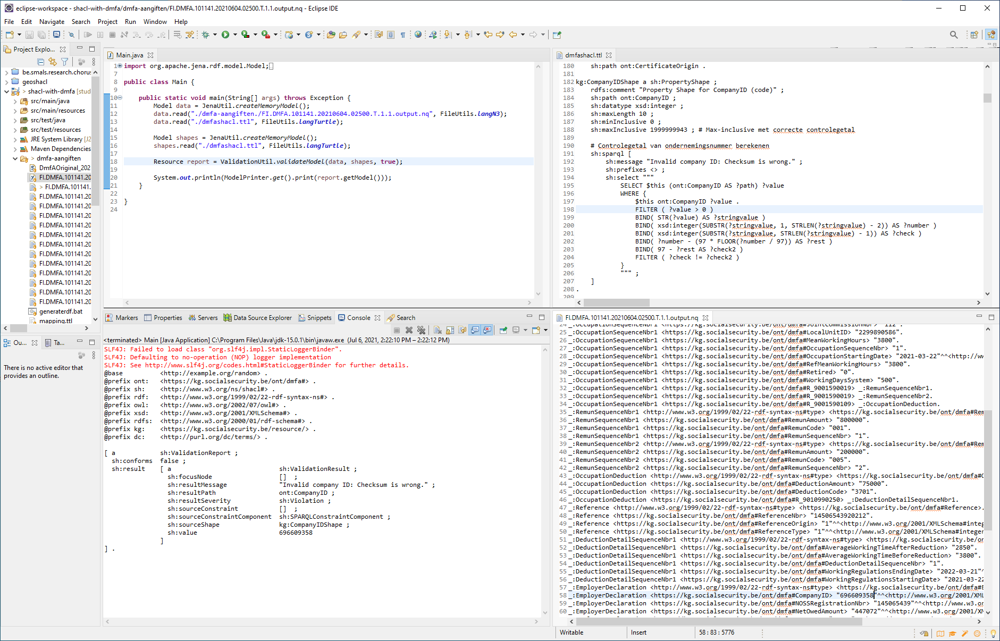 eclipse-workspace - shacl-with-dmfa/dmfa-aangiften/FI.DMFA.101141.20210604.02500.T.1.1.output.nq - Eclipse IDE
File Edit Navigate Search Project Run Window Help
Project Explo...
be.smals.research.chorus
geoshacl
> shacl-with-dmfa [stud
src/main/java
src/main/resources
src/test/java
src/test/resources
JRE System Library [J2
Maven Dependencies
> dmfa-aangiften
DmfAOriginal_202
FI.DMFA.101141.20
> FI.DMFA.101141.
FI.DMFA.101141.20
FI.DMFA.101141.20
FI.DMFA.101141.20
FI.DMFA.101141.20
FI.DMFA.101141.20
FI.DMFA.101141.20
FI.DMFA.101141.20
FI.DMFA.101141.20
FI.DMFA.101141.20
FI.DMFA.101141.20
FI.DMFA.101141.20
FI.DMFA.101141.20
generaterdf.bat
mapping.ttl
Ou... Ta...
There is no active editor that
provides an outline.
Main.java
1 import org.apache.jena.rdf.model.Model;
7
8 public class Main {
9
10     public static void main(String[] args) throws Exception {
11         Model data = JenaUtil.createMemoryModel();
12         data.read("./dmfa-aangiften./FI.DMFA.101141.20210604.02500.T.1.1.output.nq", FileUtils.langN3);
13         data.read("./dmfashacl.ttl", FileUtils.langTurtle);
14
15         Model shapes = JenaUtil.createMemoryModel();
16         shapes.read("./dmfashacl.ttl", FileUtils.langTurtle);
17
18         Resource report = ValidationUtil.validateModel(data, shapes, true);
19
20         System.out.println(ModelPrinter.get().print(report.getModel()));
21     }
22
23 }
24
dmfashacl.ttl
180     sh:path ont:CertificateOrigin .
181
182 kg:CompanyIDShape a sh:PropertyShape ;
183     rdfs:comment "Property Shape for CompanyID (code)" ;
184     sh:path ont:CompanyID ;
185     sh:datatype xsd:integer ;
186     sh:maxLength 10 ;
187     sh:minInclusive 0 ;
188     sh:maxInclusive 1999999943 ; # Max-inclusive met correcte controlegetal
189
190     # Controlegetal van ondernemingsnummer berekenen
191     sh:sparql [
192         sh:message "Invalid company ID: Checksum is wrong." ;
193         sh:prefixes <> ;
194         sh:select """
195             SELECT $this (ont:CompanyID AS ?path) ?value
196             WHERE {
197                 $this ont:CompanyID ?value .
198                 FILTER ( ?value > 0 )
199                 BIND( STR(?value) AS ?stringvalue )
200                 BIND( xsd:integer(SUBSTR(?stringvalue, 1, STRLEN(?stringvalue) - 2)) AS ?number )
201                 BIND( xsd:integer(SUBSTR(?stringvalue, STRLEN(?stringvalue) - 1)) AS ?check )
202                 BIND( ?number - (97 * FLOOR(?number / 97)) AS ?rest )
203                 BIND( 97 - ?rest AS ?check2 )
204                 FILTER ( ?check != ?check2 )
205             }
206             """ ;
207     ]
208 .
209
Markers Properties Servers Data Source Explorer Snippets Console Search
<terminated> Main [Java Application] C:\Program Files\Java\jdk-15.0.1\bin\javaw.exe (Jul 6, 2021, 2:22:10 PM – 2:22:12 PM)
SLF4J: Failed to load class "org.slf4j.impl.StaticLoggerBinder".
SLF4J: Defaulting to no-operation (NOP) logger implementation
SLF4J: See http://www.slf4j.org/codes.html#StaticLoggerBinder for further details.
@base <http://example.org/random> .
@prefix ont: <https://kg.socialsecurity.be/ont/dmfa#> .
@prefix sh: <http://www.w3.org/ns/shacl#> .
@prefix rdf: <http://www.w3.org/1999/02/22-rdf-syntax-ns#> .
@prefix owl: <http://www.w3.org/2002/07/owl#> .
@prefix xsd: <http://www.w3.org/2001/XMLSchema#> .
@prefix rdfs: <http://www.w3.org/2000/01/rdf-schema#> .
@prefix kg: <https://kg.socialsecurity.be/resource/> .
@prefix dc: <http://purl.org/dc/terms/> .
[ a sh:ValidationReport ;
sh:conforms false ;
sh:result [ a sh:ValidationResult ;
sh:focusNode [] ;
sh:resultMessage "Invalid company ID: Checksum is wrong." ;
sh:resultPath ont:CompanyID ;
sh:resultSeverity sh:Violation ;
sh:sourceConstraint [] ;
sh:sourceConstraintComponent sh:SPARQLConstraintComponent ;
sh:sourceShape kg:CompanyIDShape ;
sh:value 696609358
]
] .
FI.DMFA.101141.20210604.02500.T.1.1.output.nq
24 _:OccupationSequenceNbr1 <https://kg.socialsecurity.be/ont/dmfa#JointCommissionNbr> "112".
25 _:OccupationSequenceNbr1 <https://kg.socialsecurity.be/ont/dmfa#LocalUnitID> "2299890586".
26 _:OccupationSequenceNbr1 <https://kg.socialsecurity.be/ont/dmfa#MeanWorkingHours> "3800".
27 _:OccupationSequenceNbr1 <https://kg.socialsecurity.be/ont/dmfa#OccupationSequenceNbr> "1".
28 _:OccupationSequenceNbr1 <https://kg.socialsecurity.be/ont/dmfa#OccupationStartingDate> "2021-03-22"^^<http://ww
29 _:OccupationSequenceNbr1 <https://kg.socialsecurity.be/ont/dmfa#RefMeanWorkingHours> "3800".
30 _:OccupationSequenceNbr1 <https://kg.socialsecurity.be/ont/dmfa#Retired> "0".
31 _:OccupationSequenceNbr1 <https://kg.socialsecurity.be/ont/dmfa#WorkingDaysSystem> "500".
32 _:OccupationSequenceNbr1 <https://kg.socialsecurity.be/ont/dmfa#R_9001590019> _:RemunSequenceNbr1.
33 _:OccupationSequenceNbr1 <https://kg.socialsecurity.be/ont/dmfa#R_9001590019> _:RemunSequenceNbr2.
34 _:OccupationSequenceNbr1 <https://kg.socialsecurity.be/ont/dmfa#R_9001590109> _:OccupationDeduction.
35 _:RemunSequenceNbr1 <http://www.w3.org/1999/02/22-rdf-syntax-ns#type> <https://kg.socialsecurity.be/ont/dmfa#Rem
36 _:RemunSequenceNbr1 <https://kg.socialsecurity.be/ont/dmfa#RemunAmount> "800000".
37 _:RemunSequenceNbr1 <https://kg.socialsecurity.be/ont/dmfa#RemunCode> "001".
38 _:RemunSequenceNbr1 <https://kg.socialsecurity.be/ont/dmfa#RemunSequenceNbr> "1".
39 _:RemunSequenceNbr2 <http://www.w3.org/1999/02/22-rdf-syntax-ns#type> <https://kg.socialsecurity.be/ont/dmfa#Rem
40 _:RemunSequenceNbr2 <https://kg.socialsecurity.be/ont/dmfa#RemunAmount> "200000".
41 _:RemunSequenceNbr2 <https://kg.socialsecurity.be/ont/dmfa#RemunCode> "005".
42 _:RemunSequenceNbr2 <https://kg.socialsecurity.be/ont/dmfa#RemunSequenceNbr> "2".
43 _:OccupationDeduction <http://www.w3.org/1999/02/22-rdf-syntax-ns#type> <https://kg.socialsecurity.be/ont/dmfa#O
44 _:OccupationDeduction <https://kg.socialsecurity.be/ont/dmfa#DeductionAmount> "75000".
45 _:OccupationDeduction <https://kg.socialsecurity.be/ont/dmfa#DeductionCode> "3701".
46 _:OccupationDeduction <https://kg.socialsecurity.be/ont/dmfa#R_9010990250> _:DeductionDetailSequenceNbr1.
47 _:Reference <http://www.w3.org/1999/02/22-rdf-syntax-ns#type> <https://kg.socialsecurity.be/ont/dmfa#Reference>.
48 _:Reference <https://kg.socialsecurity.be/ont/dmfa#ReferenceNbr> "14506543920212".
49 _:Reference <https://kg.socialsecurity.be/ont/dmfa#ReferenceOrigin> "1"^^<http://www.w3.org/2001/XMLSchema#integ
50 _:Reference <https://kg.socialsecurity.be/ont/dmfa#ReferenceType> "1"^^<http://www.w3.org/2001/XMLSchema#integer
51 _:DeductionDetailSequenceNbr1 <http://www.w3.org/1999/02/22-rdf-syntax-ns#type> <https://kg.socialsecurity.be/on
52 _:DeductionDetailSequenceNbr1 <https://kg.socialsecurity.be/ont/dmfa#AverageWorkingTimeAfterReduction> "2850".
53 _:DeductionDetailSequenceNbr1 <https://kg.socialsecurity.be/ont/dmfa#AverageWorkingTimeBeforeReduction> "3800".
54 _:DeductionDetailSequenceNbr1 <https://kg.socialsecurity.be/ont/dmfa#DeductionDetailSequenceNbr> "1".
55 _:DeductionDetailSequenceNbr1 <https://kg.socialsecurity.be/ont/dmfa#WorkingRegulationsEndingDate> "2022-03-21"^
56 _:DeductionDetailSequenceNbr1 <https://kg.socialsecurity.be/ont/dmfa#WorkingRegulationsStartingDate> "2021-03-22
57 _:EmployerDeclaration <http://www.w3.org/1999/02/22-rdf-syntax-ns#type> <https://kg.socialsecurity.be/ont/dmfa#E
58 _:EmployerDeclaration <https://kg.socialsecurity.be/ont/dmfa#CompanyID> "696609358"^^<http://www.w3.org/2001/XML
59 _:EmployerDeclaration <https://kg.socialsecurity.be/ont/dmfa#NOSSRegistrationNbr> "145065439"^^<http://www.w3.or
60 _:EmployerDeclaration <https://kg.socialsecurity.be/ont/dmfa#NetOwedAmount> "447072"^^<http://www.w3.org/2001/XM
Writable Insert 58 : 83 : 5776